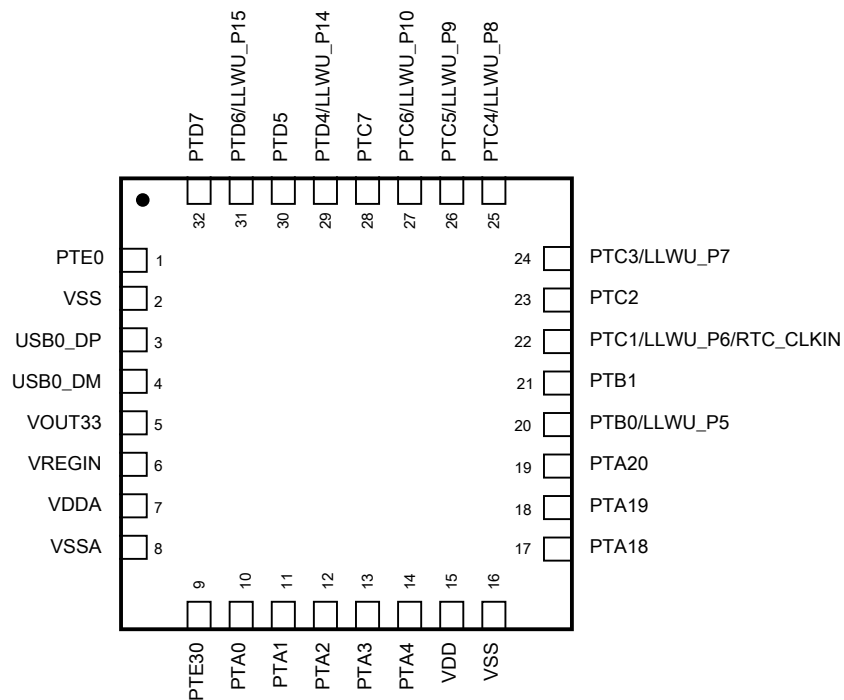 PTD7
PTD6/LLWU_P15
PTD5
PTD4/LLWU_P14
PTC7
PTC6/LLWU_P10
PTC5/LLWU_P9
PTC4/LLWU_P8
32
31
30
29
28
27
26
25
PTE0 1
VSS 2
USB0_DP 3
USB0_DM 4
VOUT33 5
VREGIN 6
VDDA 7
VSSA 8
24 PTC3/LLWU_P7
23 PTC2
22 PTC1/LLWU_P6/RTC_CLKIN
21 PTB1
20 PTB0/LLWU_P5
19 PTA20
18 PTA19
17 PTA18
9
10
11
12
13
14
15
16
PTE30
PTA0
PTA1
PTA2
PTA3
PTA4
VDD
VSS